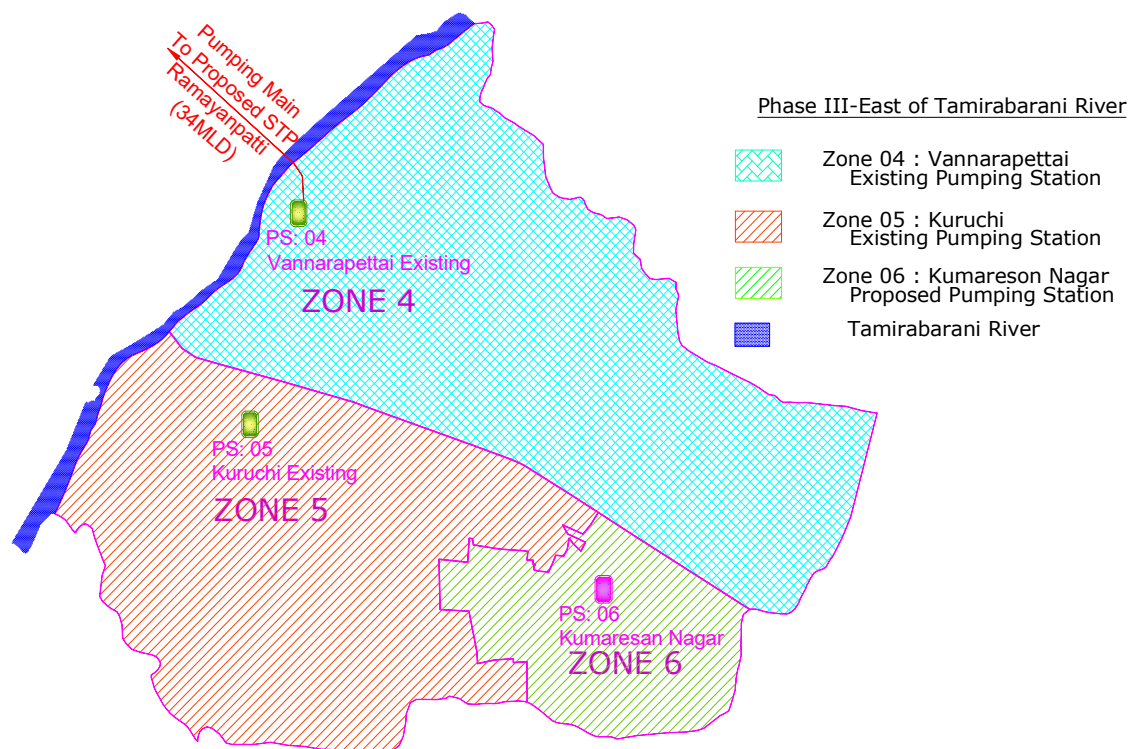 Pumping Main
To Proposed STP
Ramayanpatti
(34MLD)
PS: 04
Vannarapettai Existing
ZONE 4
PS: 05
Kuruchi Existing
ZONE 5
PS: 06
Kumaresan Nagar
ZONE 6
Phase III-East of Tamirabarani River
Zone 04 : Vannarapettai
Existing Pumping Station
Zone 05 : Kuruchi
Existing Pumping Station
Zone 06 : Kumareson Nagar
Proposed Pumping Station
Tamirabarani River